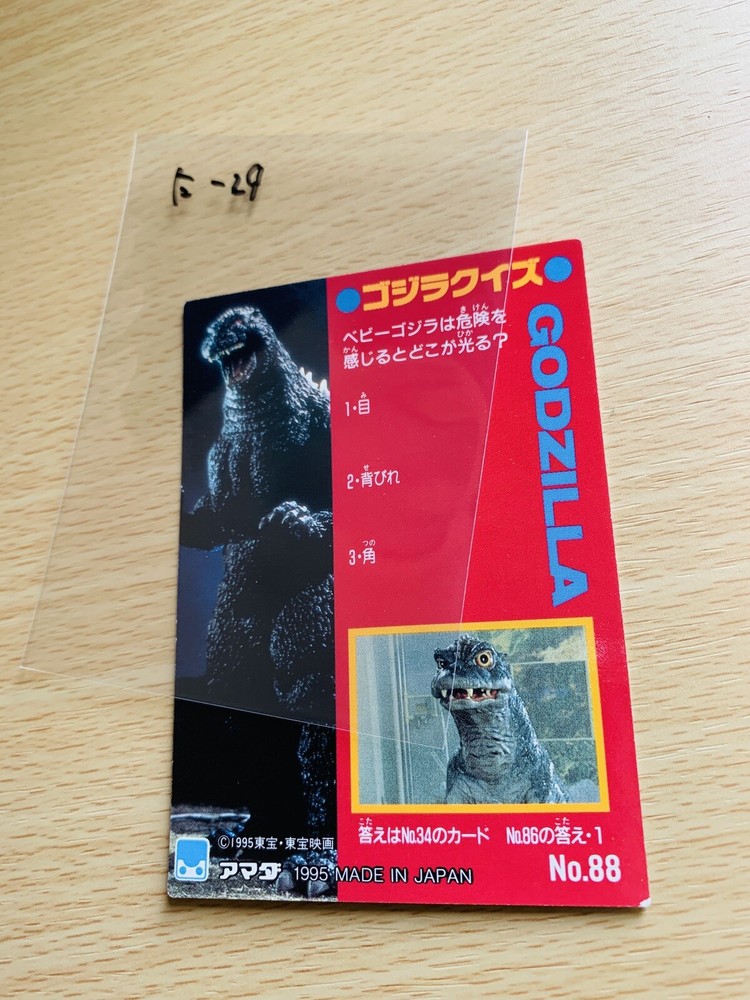 -29
ゴジラクイズ
GODZILLA
ベビーゴジラは危険を
感じるとどこが光る?
1・目
2・背びれ
3・角
答えはNo.34のカード No.86の答え・1
©1995東宝・東宝映画
アマダ 1995 MADE IN JAPAN
No.88